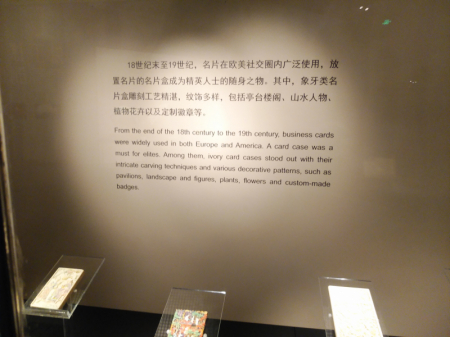 18世纪末至19世纪，名片在欧美社交圈内广泛使用，放
置名片的名片盒成为精英人士的随身之物。其中，象牙类名
片盒雕刻工艺精湛，纹饰多样，包括亭台楼阁、山水人物、
植物花卉以及定制徽章等。
From the end of the 18th century to the 19th century, business cards
were widely used in both Europe and America. A card case was a
must for elites. Among them, ivory card cases stood out with their
intricate carving techniques and various decorative patterns, such as
pavilions, landscape and figures, plants, flowers and custom-made
badges.